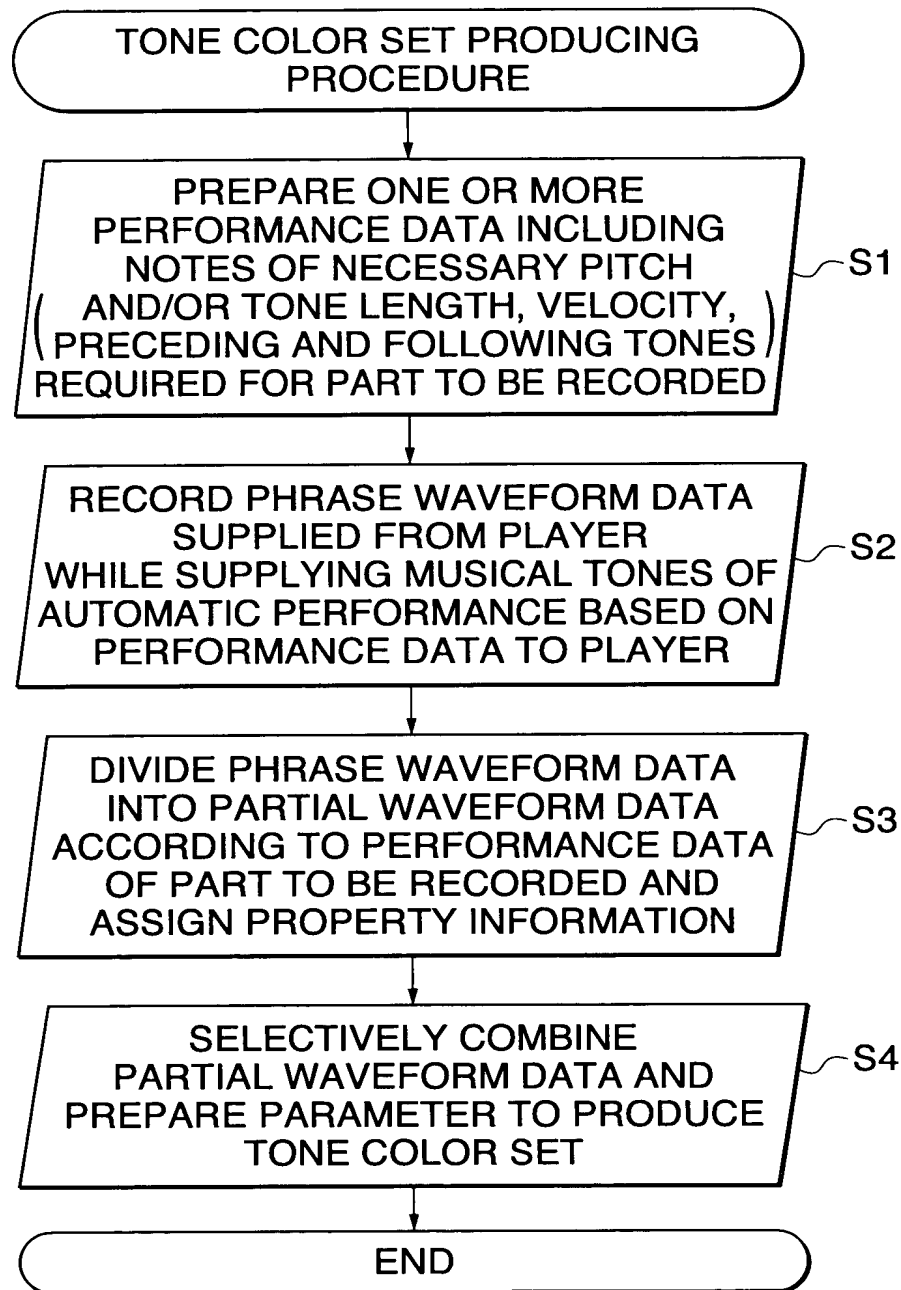 TONE COLOR SET PRODUCING
PROCEDURE
PREPARE ONE OR MORE
PERFORMANCE DATA INCLUDING
NOTES OF NECESSARY PITCH
(AND/OR TONE LENGTH, VELOCITY,
PRECEDING AND FOLLOWING TONES)
REQUIRED FOR PART TO BE RECORDED
S1
RECORD PHRASE WAVEFORM DATA
SUPPLIED FROM PLAYER
WHILE SUPPLYING MUSICAL TONES OF
AUTOMATIC PERFORMANCE BASED ON
PERFORMANCE DATA TO PLAYER
S2
DIVIDE PHRASE WAVEFORM DATA
INTO PARTIAL WAVEFORM DATA
ACCORDING TO PERFORMANCE DATA
OF PART TO BE RECORDED AND
ASSIGN PROPERTY INFORMATION
S3
SELECTIVELY COMBINE
PARTIAL WAVEFORM DATA AND
PREPARE PARAMETER TO PRODUCE
TONE COLOR SET
S4
END